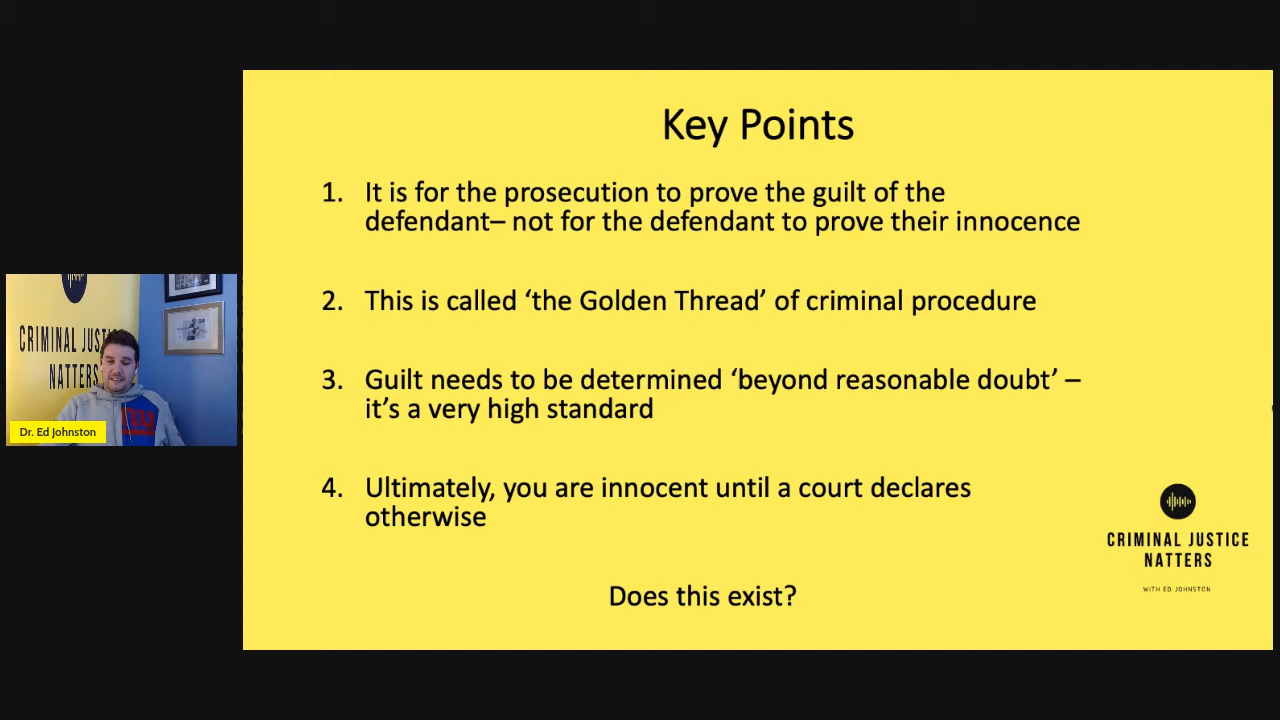 Key Points
1. It is for the prosecution to prove the guilt of the
defendant– not for the defendant to prove their innocence
2. This is called ‘the Golden Thread’ of criminal procedure
3. Guilt needs to be determined ‘beyond reasonable doubt’ –
it’s a very high standard
4. Ultimately, you are innocent until a court declares
otherwise
Does this exist?
CRIMINAL JUSTICE
NATTERS
WITH ED JOHNSTON
CRIMINAL JUST
NATTERS
Dr. Ed Johnston